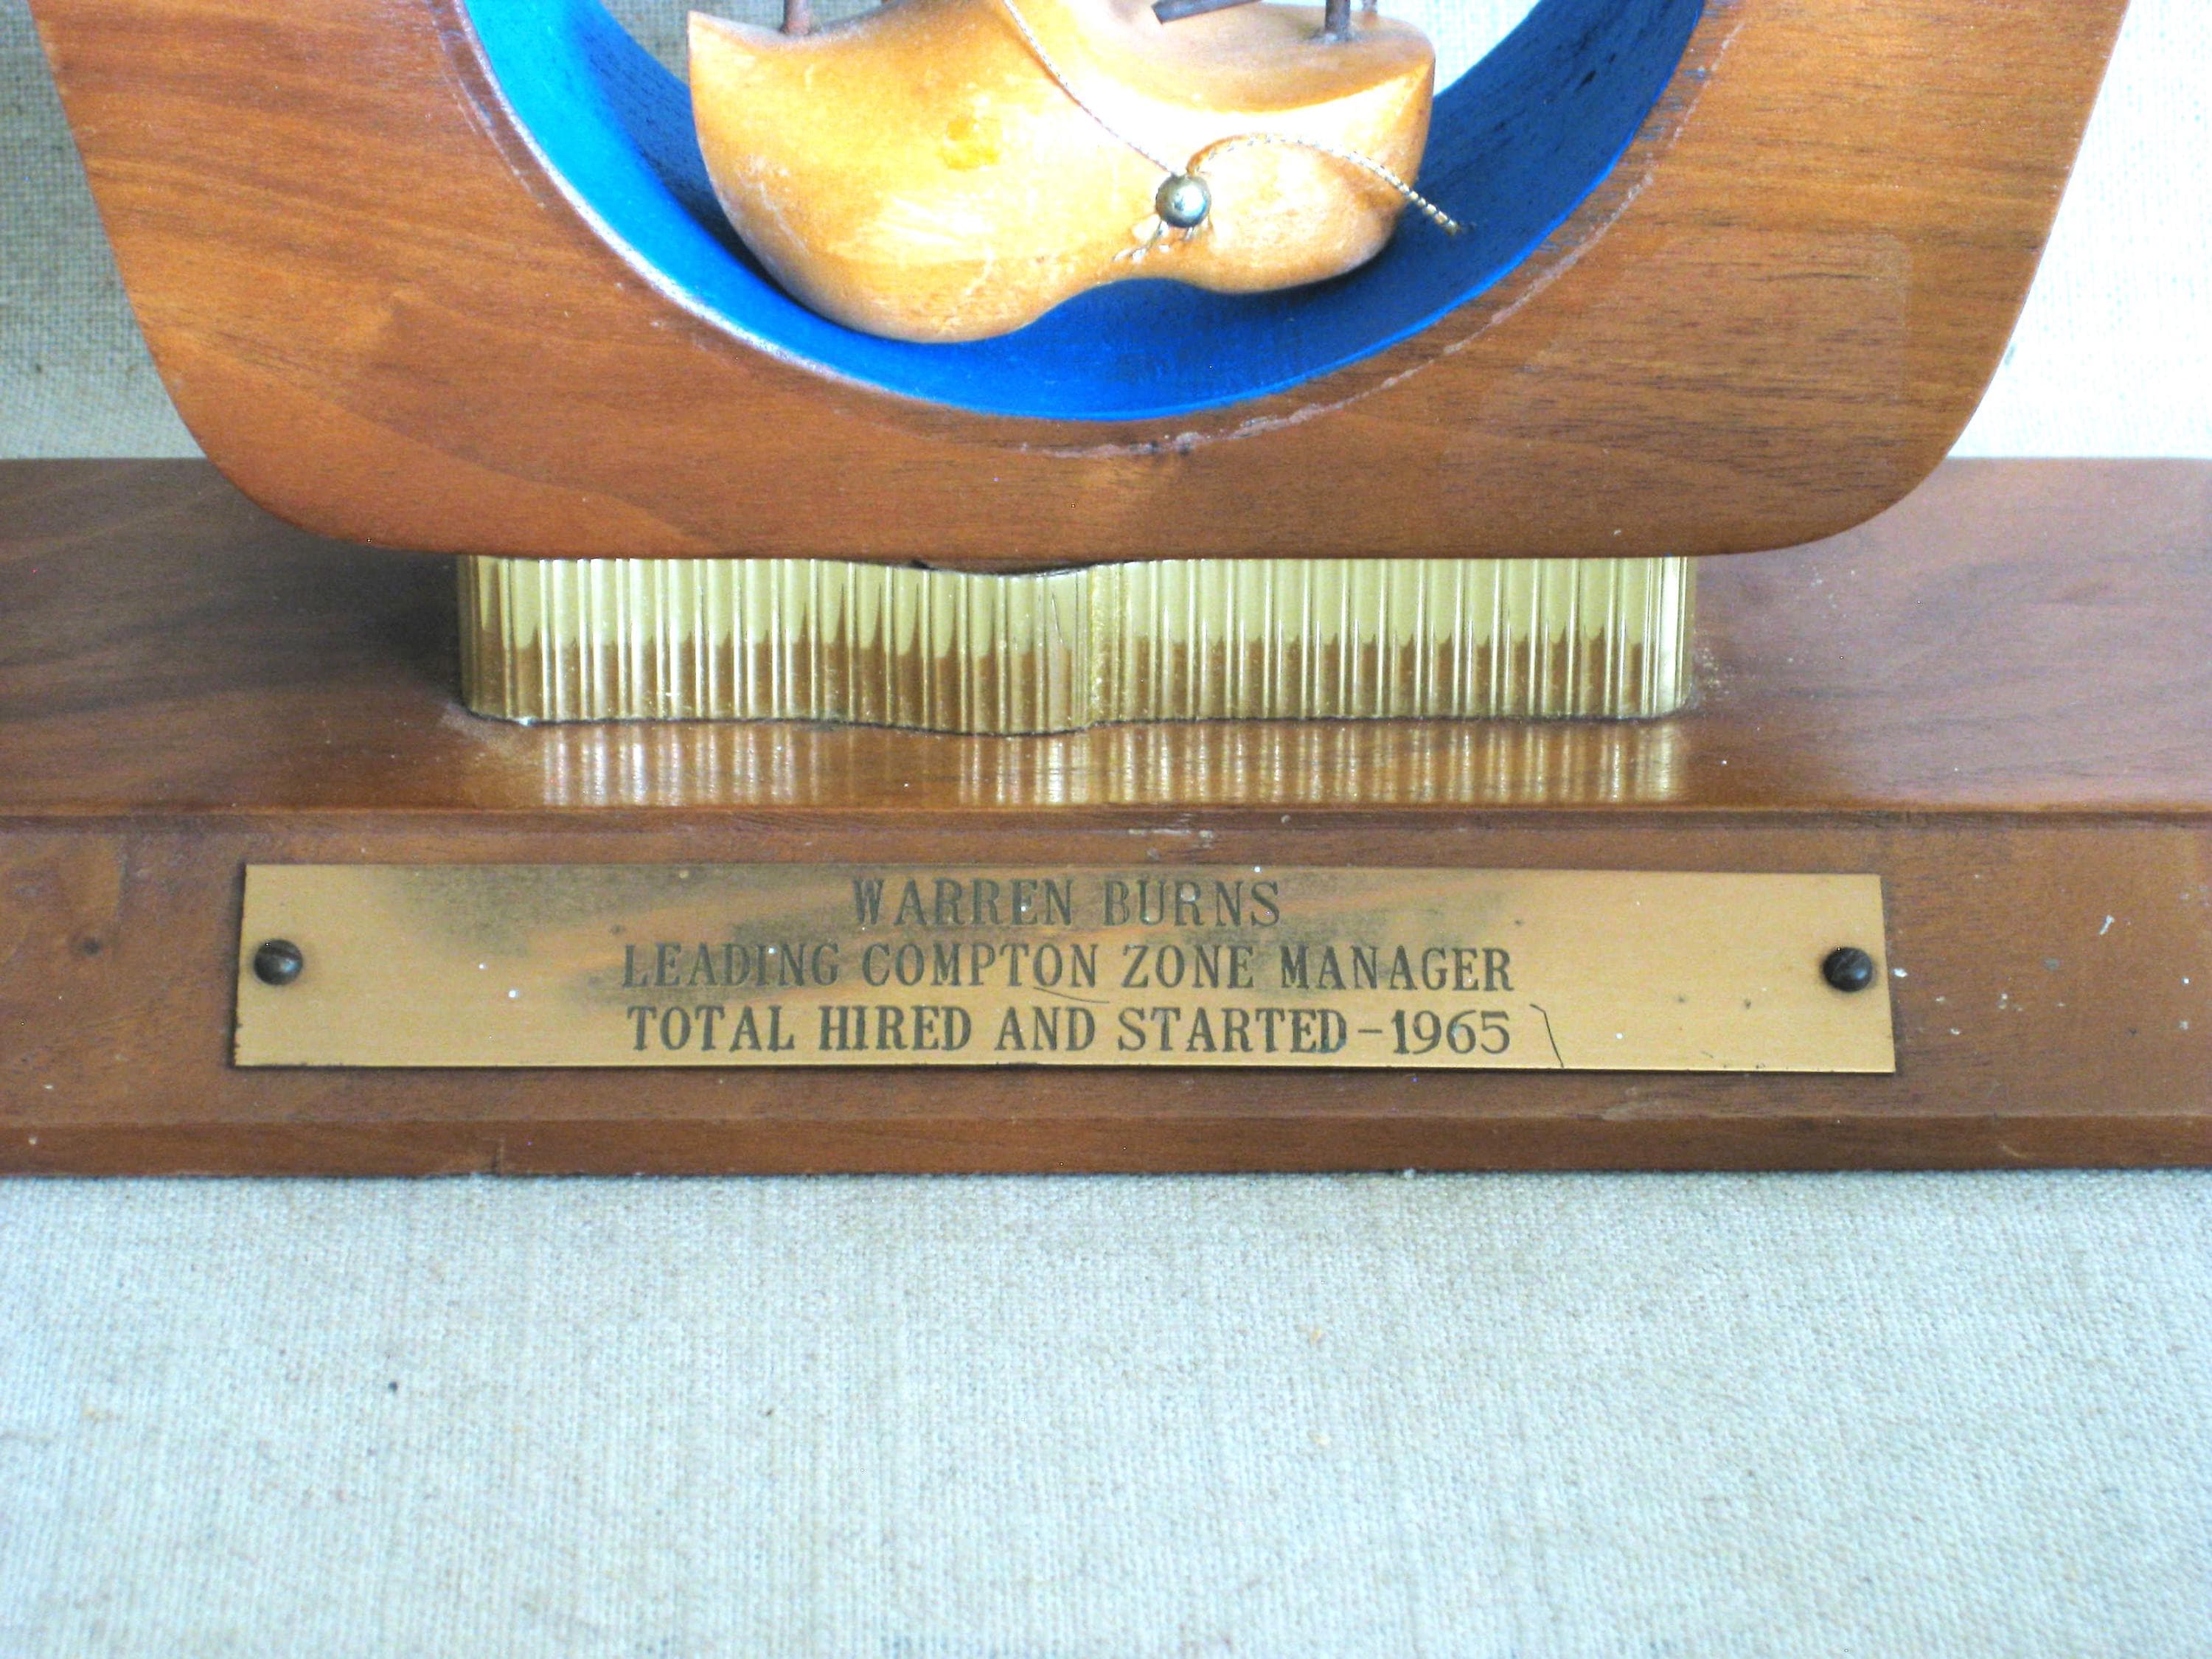 WARREN BURNS
LEADING COMPTON ZONE MANAGER
TOTAL HIRED AND STARTED-1965